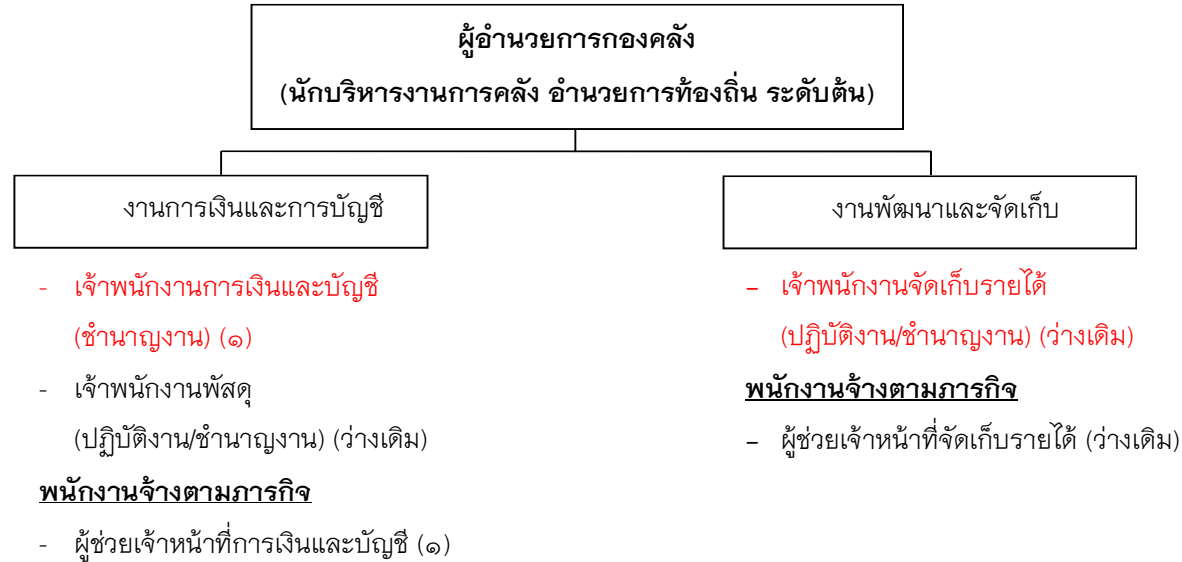 ผู้อำนวยการกองคลัง
(นักบริหารงานการคลัง อำนวยการท้องถิ่น ระดับต้น)
งานการเงินและการบัญชี
- เจ้าพนักงานการเงินและบัญชี
(ชำนาญงาน) (๑)
- เจ้าพนักงานพัสดุ
(ปฏิบัติงาน/ชำนาญงาน) (ว่างเดิม)
พนักงานจ้างตามภารกิจ
- ผู้ช่วยเจ้าหน้าที่การเงินและบัญชี (๑)
งานพัฒนาและจัดเก็บ
– เจ้าพนักงานจัดเก็บรายได้
(ปฏิบัติงาน/ชำนาญงาน) (ว่างเดิม)
พนักงานจ้างตามภารกิจ
– ผู้ช่วยเจ้าหน้าที่จัดเก็บรายได้ (ว่างเดิม)